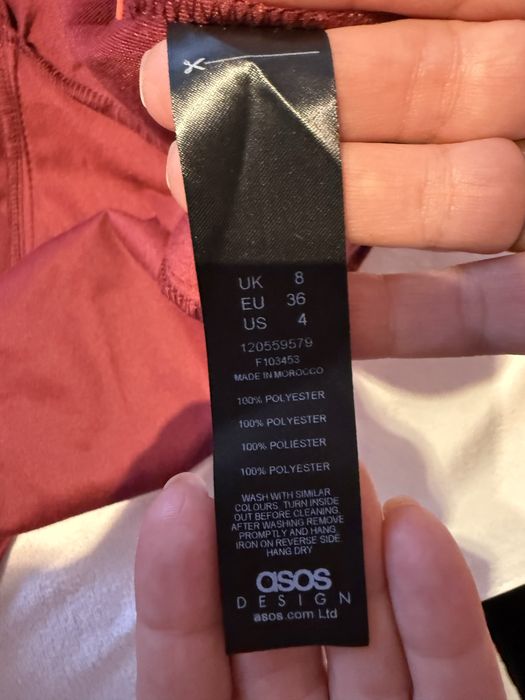 UK 8
EU 36
US 4
120559579
F103453
MADE IN MOROCCO
100% POLYESTER
100% POLYESTER
100% POLIÉSTER
100% POLYESTER
WASH WITH SIMILAR
COLOURS, TURN INSIDE
OUT BEFORE CLEANING,
AFTER WASHING REMOVE
PROMPTLY AND HANG
IRON ON REVERSE SIDE
HANG DRY
asos
DESIGN
asos.com Ltd